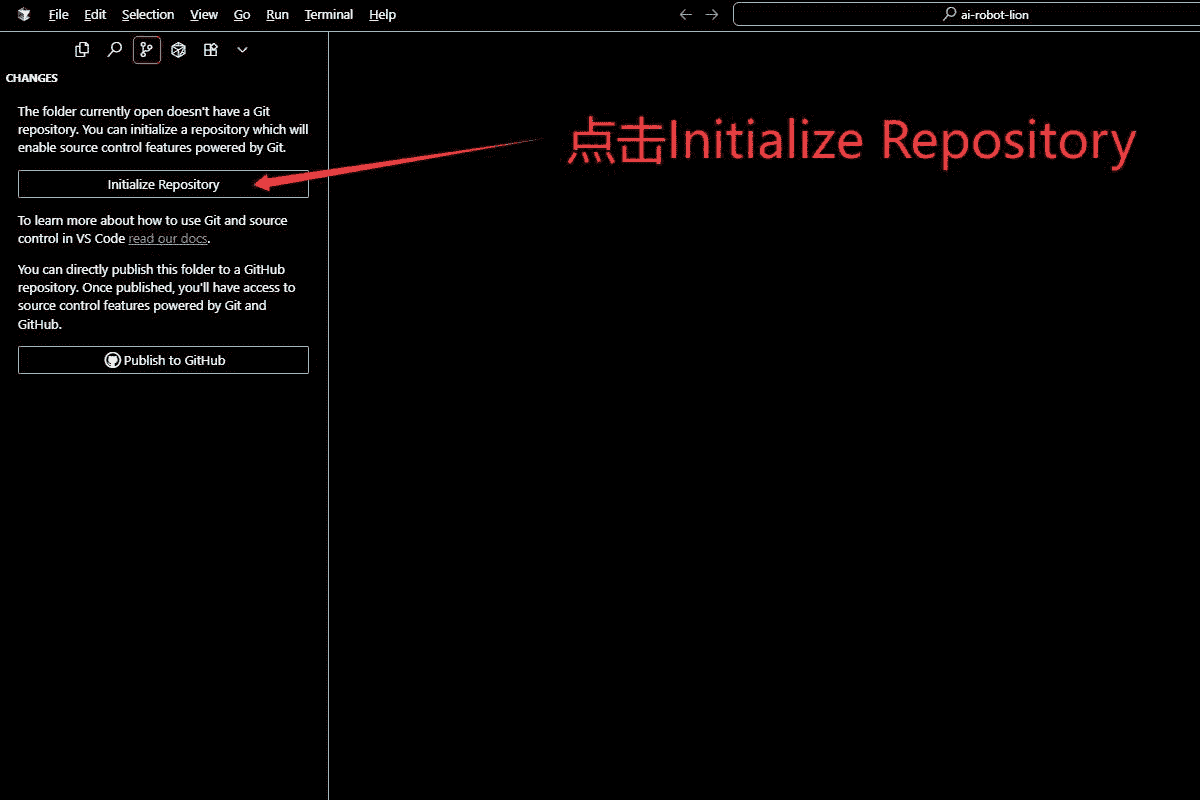 File Edit Selection View Go Run Terminal Help
ai-robot-lion
CHANGES
The folder currently open doesn't have a Git
repository. You can initialize a repository which will
enable source control features powered by Git.
Initialize Repository
To learn more about how to use Git and source
control in VS Code read our docs.
You can directly publish this folder to a GitHub
repository. Once published, you'll have access to
source control features powered by Git and
GitHub.
Publish to GitHub
点击Initialize Repository